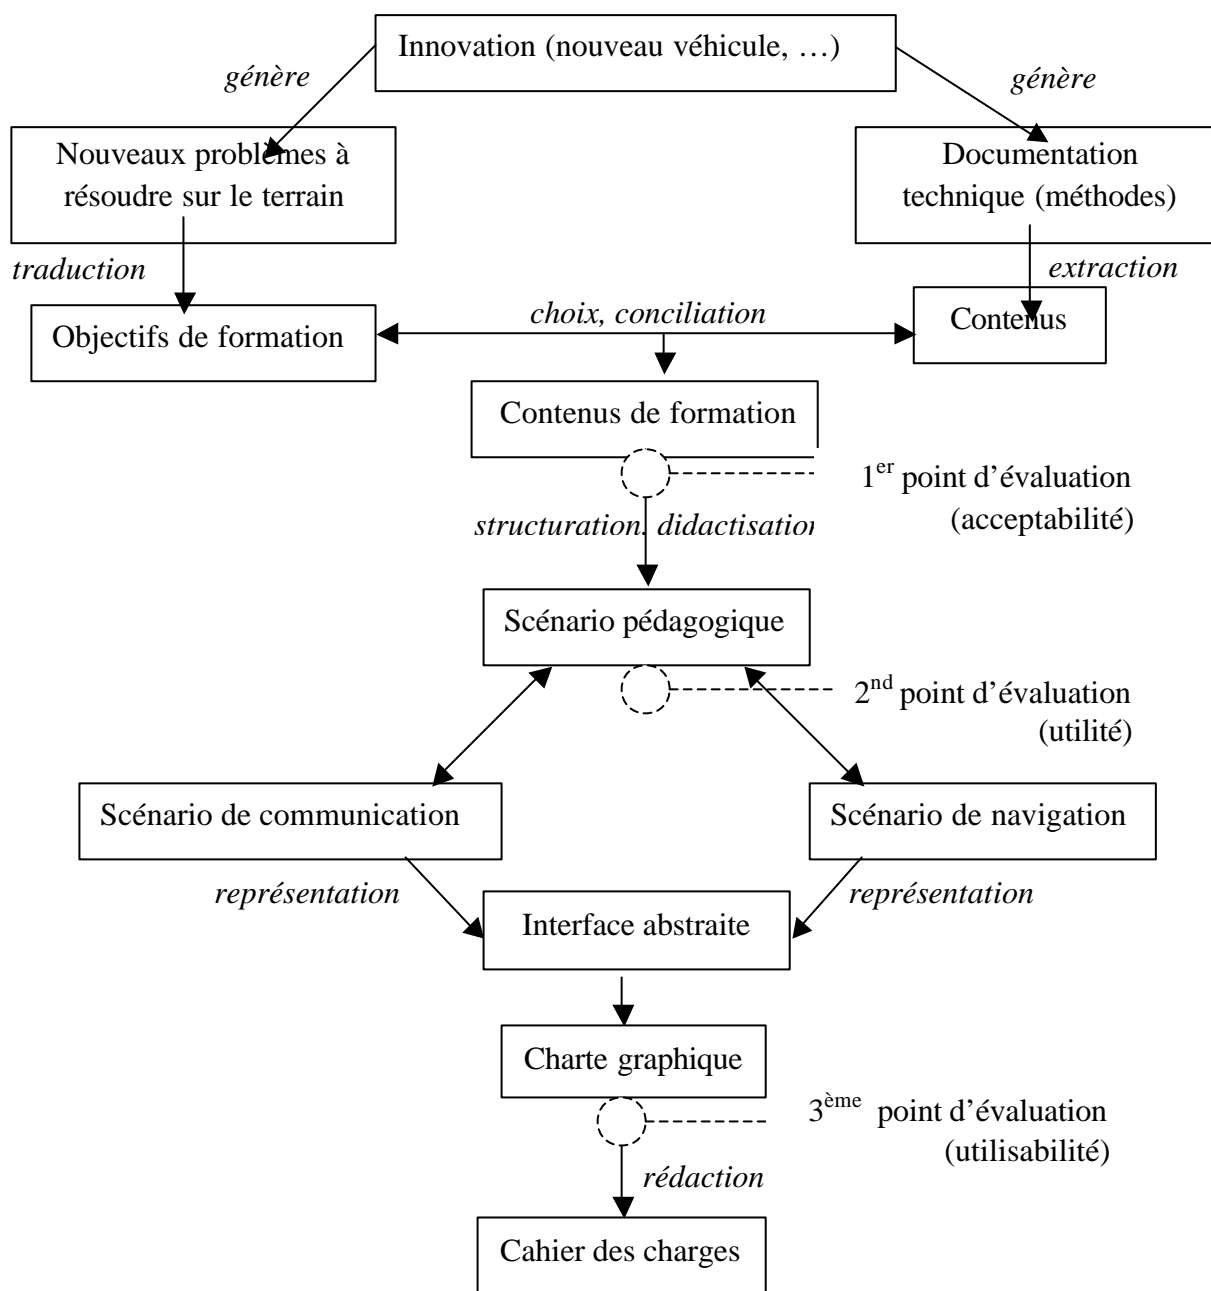 Innovation (nouveau véhicule, …)
génère
génère
Nouveaux problèmes à
résoudre sur le terrain
Documentation
technique (méthodes)
traduction
extraction
Objectifs de formation
choix, conciliation
Contenus
Contenus de formation
1er point d’évaluation
(acceptabilité)
structuration, didactisation
Scénario pédagogique
2nd point d’évaluation
(utilité)
Scénario de communication
Scénario de navigation
représentation
représentation
Interface abstraite
Charte graphique
3ème point d’évaluation
(utilisabilité)
rédaction
Cahier des charges